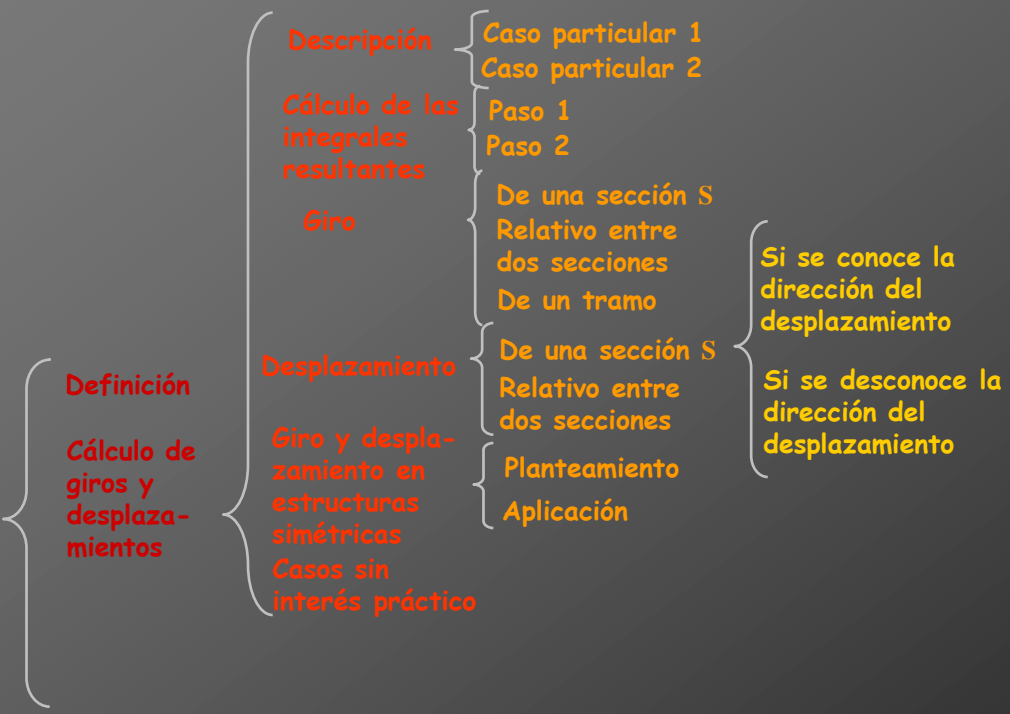 Definición
Cálculo de
giros y
desplaza-
mientos
Descripción
Caso particular 1
Caso particular 2
Cálculo de las
integrales
resultantes
Paso 1
Paso 2
Giro
De una sección S
Relativo entre
dos secciones
De un tramo
Desplazamiento
De una sección S
Si se conoce la
dirección del
desplazamiento
Si se desconoce la
dirección del
desplazamiento
Relativo entre
dos secciones
Giro y despla-
zamiento en
estructuras
simétricas
Planteamiento
Aplicación
Casos sin
interés práctico